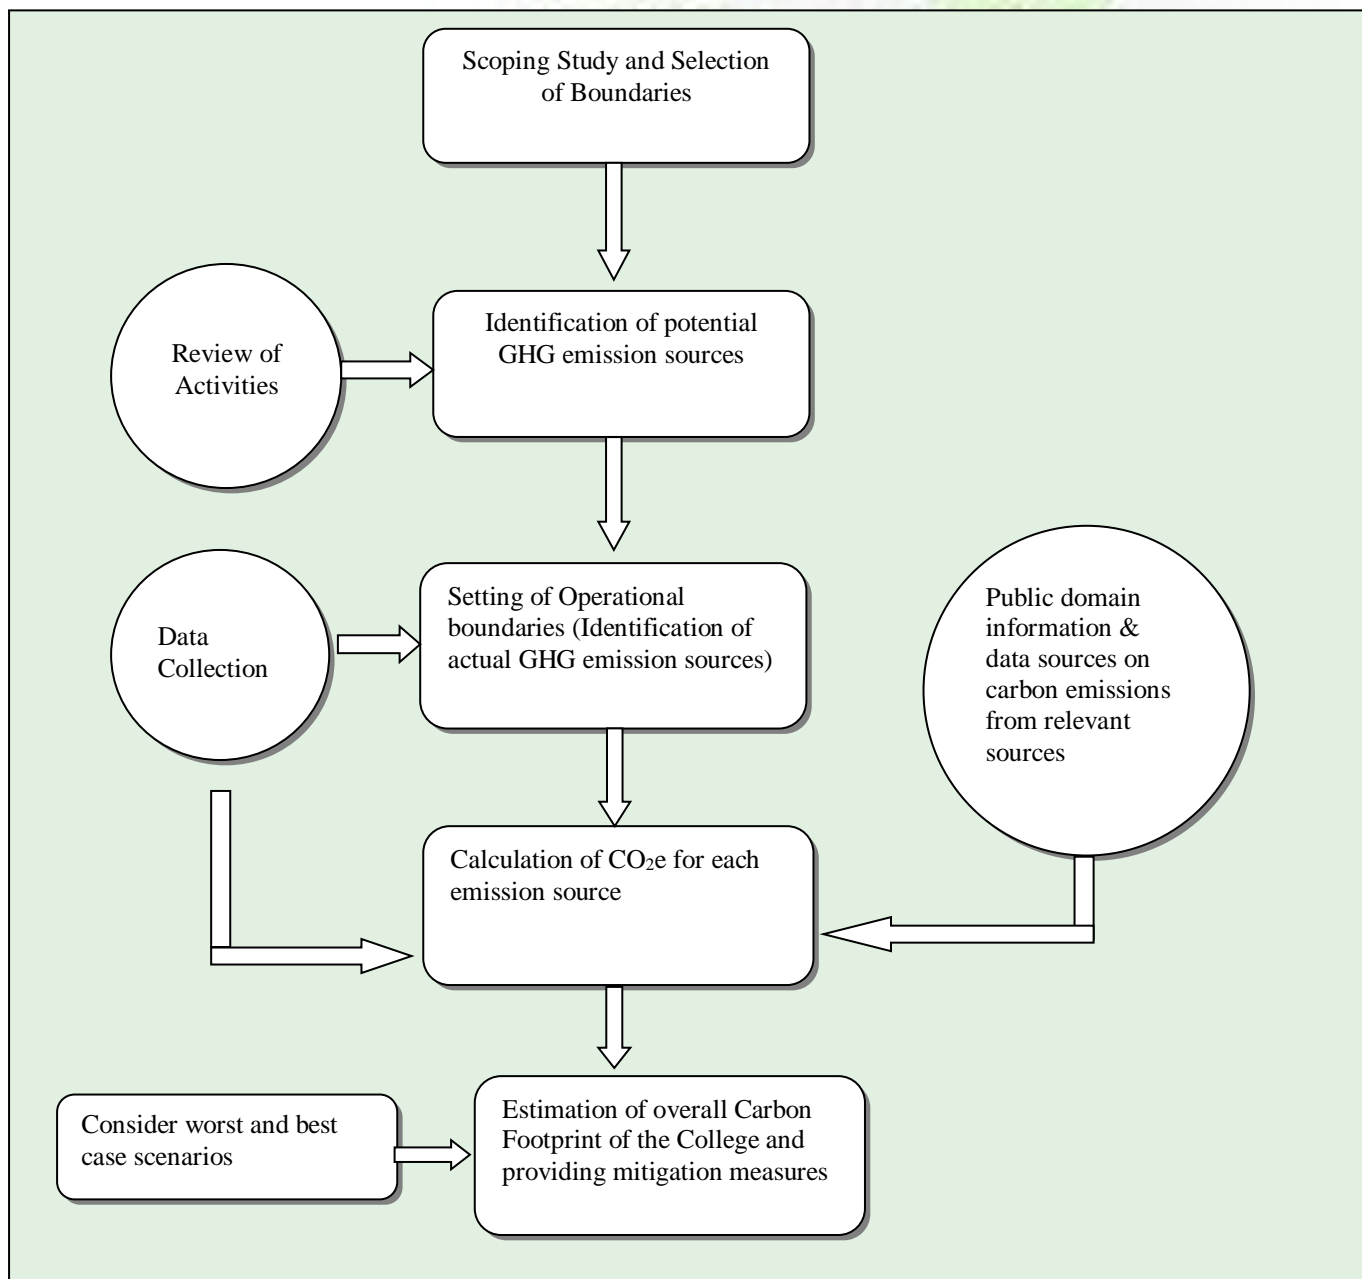 Scoping Study and Selection
of Boundaries
Review of
Activities
Identification of potential
GHG emission sources
Data
Collection
Setting of Operational
boundaries (Identification of
actual GHG emission sources)
Public domain
information &
data sources on
carbon emissions
from relevant
sources
Calculation of CO₂e for each
emission source
Consider worst and best
case scenarios
Estimation of overall Carbon
Footprint of the College and
providing mitigation measures